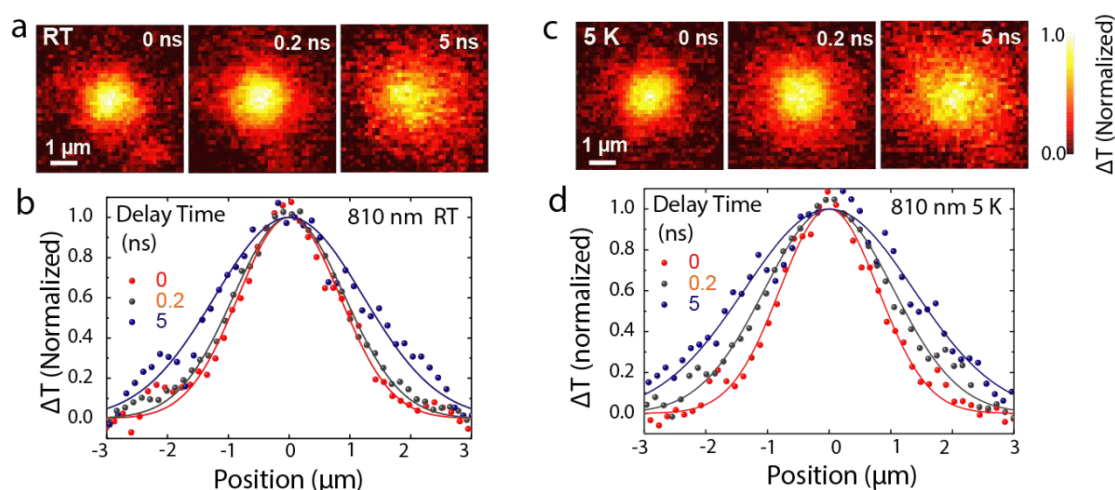 a
RT
0 ns
0.2 ns
5 ns
1 μm
c
5 K
0 ns
0.2 ns
5 ns
1 μm
1.0
0.0
ΔT (Normalized)
b
Delay Time
(ns)
0
0.2
5
810 nm RT
1.0
0.8
0.6
0.4
0.2
0.0
ΔT (Normalized)
-3 -2 -1 0 1 2 3
Position (μm)
d
Delay Time
(ns)
0
0.2
5
810 nm 5 K
1.0
0.8
0.6
0.4
0.2
0.0
ΔT (normalized)
-3 -2 -1 0 1 2 3
Position (μm)